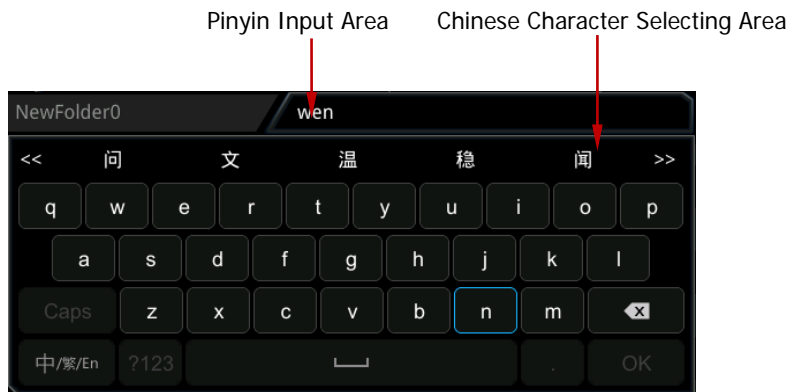 Pinyin Input Area Chinese Character Selecting Area
NewFolder0 wen
<< 问 文 温 稳 闻 >>
q w e r t y u i o p
a s d f g h j k l
Caps z x c v b n m x
中/繁/En ?123 . OK